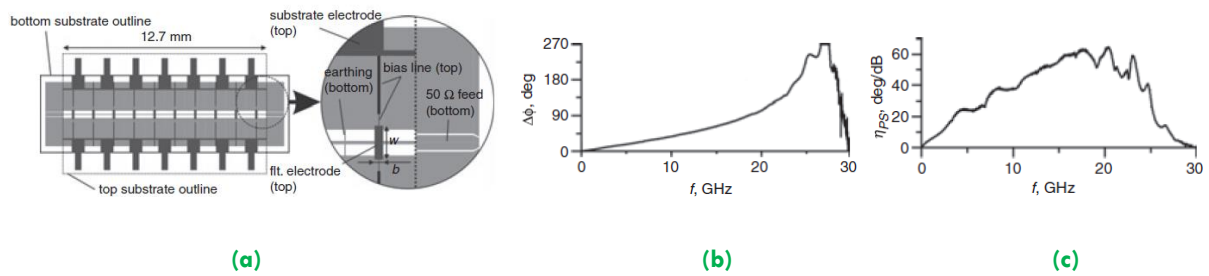 bottom substrate outline
12.7 mm
top substrate outline
substrate electrode
(top)
earthing
(bottom)
bias line (top)
50 Ω feed
(bottom)
w
b
flt. electrode
(top)
(a)
Δϕ, deg
270
180
90
0
0 10 20 30
f, GHz
(b)
ηPS, deg/dB
60
40
20
0
0 10 20 30
f, GHz
(c)